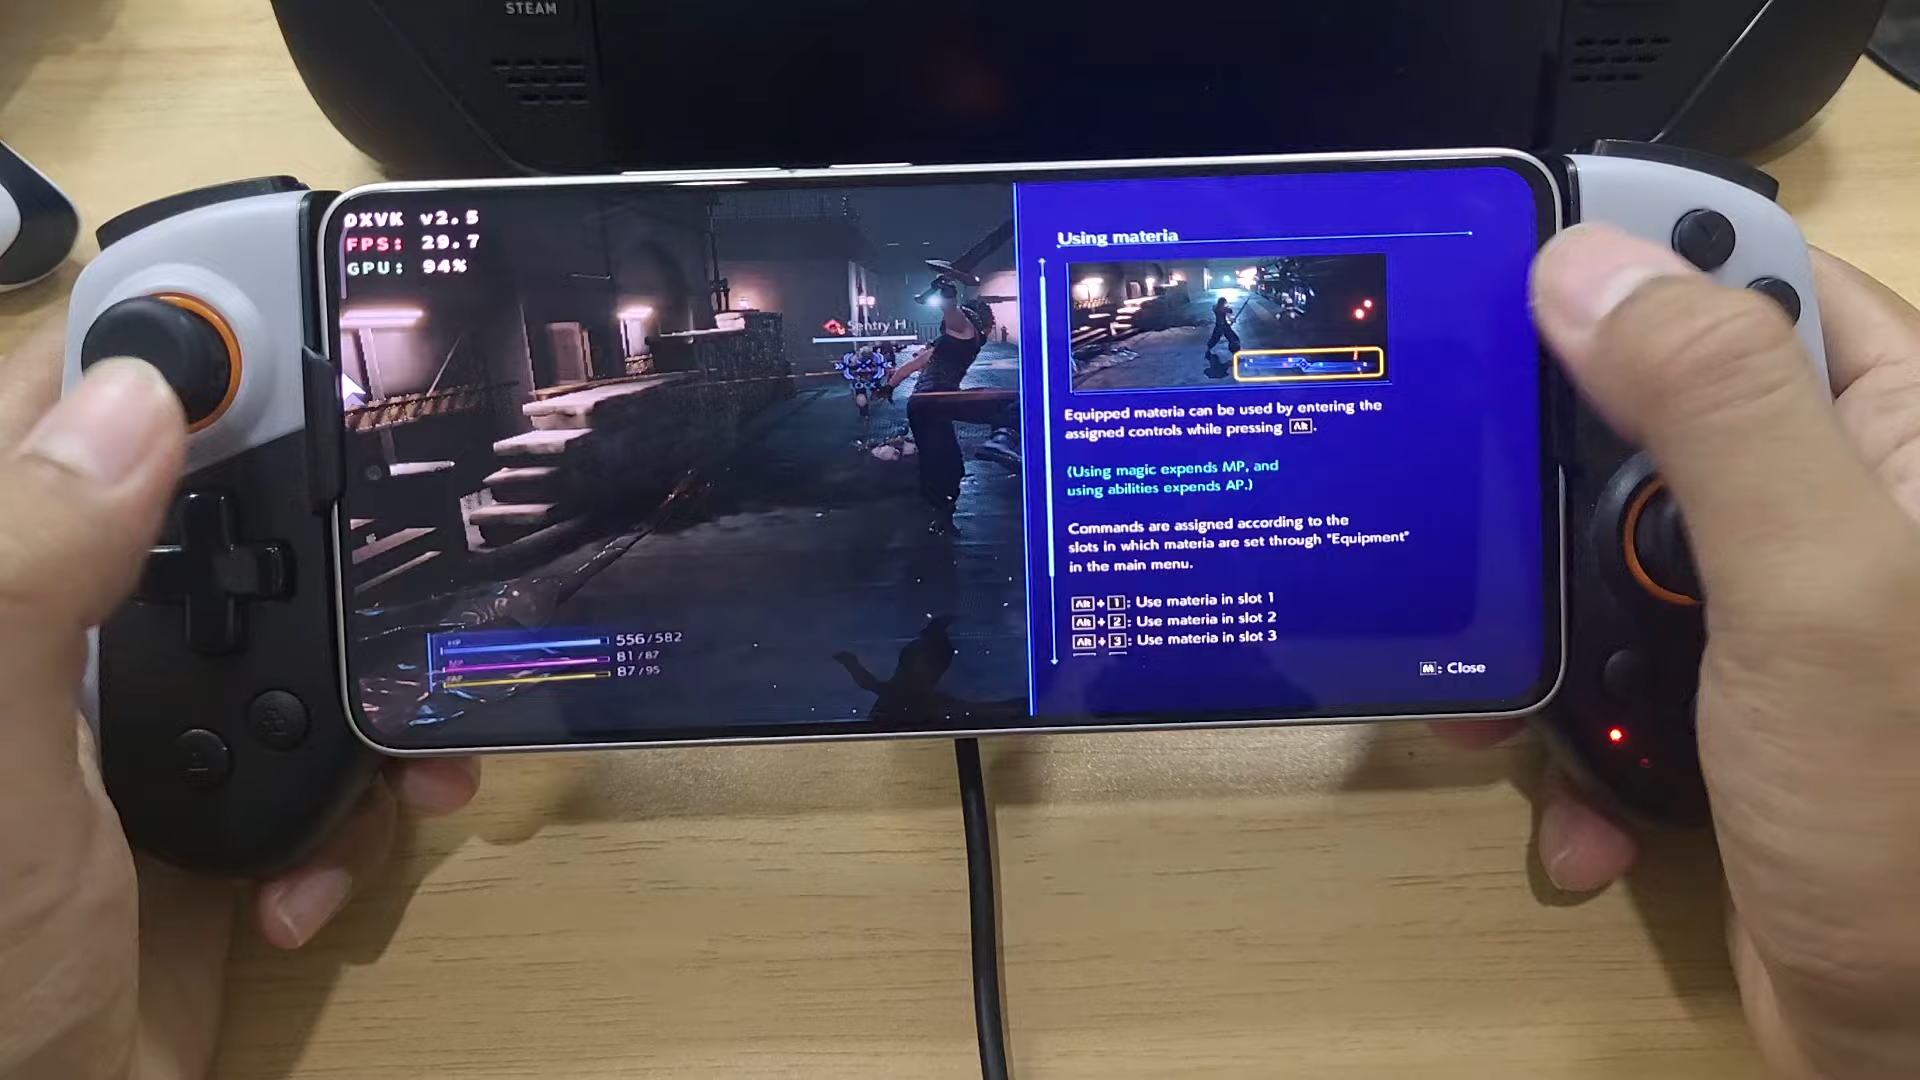 STEAM
DXVK v2.5
FPS: 29.7
GPU: 94%
Sentry H
HP 556/582
MP 81/87
AP 87/95
Using materia
Equipped materia can be used by entering the
assigned controls while pressing Alt.
(Using magic expends MP, and
using abilities expends AP.)
Commands are assigned according to the
slots in which materia are set through "Equipment"
in the main menu.
Alt+1: Use materia in slot 1
Alt+2: Use materia in slot 2
Alt+3: Use materia in slot 3
M: Close
Y